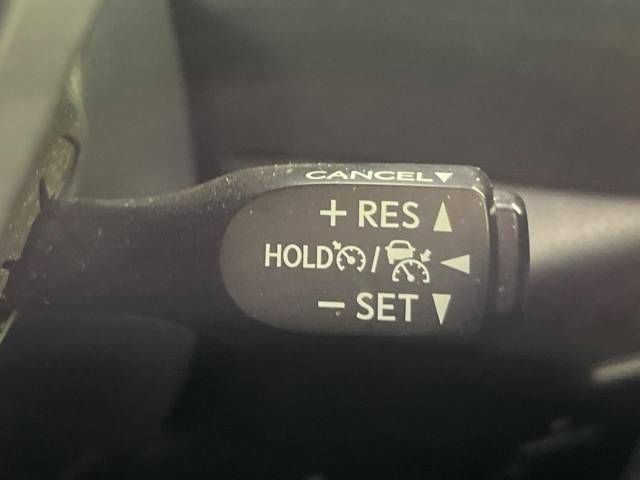 CANCEL▼
+ RES ▲
HOLD / ◀
− SET ▼